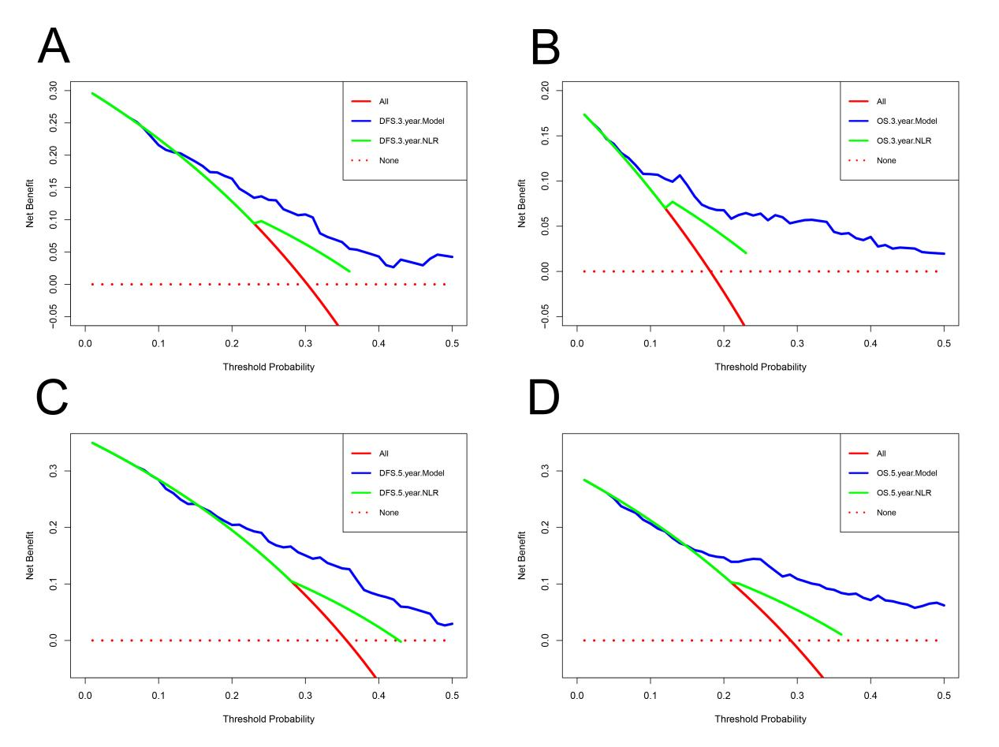 A
B
0.30
0.25
0.20
0.15
0.10
0.05
0.00
−0.05
Net Benefit
All
DFS.3.year.Model
DFS.3.year.NLR
None
0.0 0.1 0.2 0.3 0.4 0.5
Threshold Probability
0.20
0.15
0.10
0.05
0.00
−0.05
Net Benefit
All
OS.3.year.Model
OS.3.year.NLR
None
0.0 0.1 0.2 0.3 0.4 0.5
Threshold Probability
C
D
0.3
0.2
0.1
0.0
Net Benefit
All
DFS.5.year.Model
DFS.5.year.NLR
None
0.0 0.1 0.2 0.3 0.4 0.5
Threshold Probability
0.3
0.2
0.1
0.0
Net Benefit
All
OS.5.year.Model
OS.5.year.NLR
None
0.0 0.1 0.2 0.3 0.4 0.5
Threshold Probability